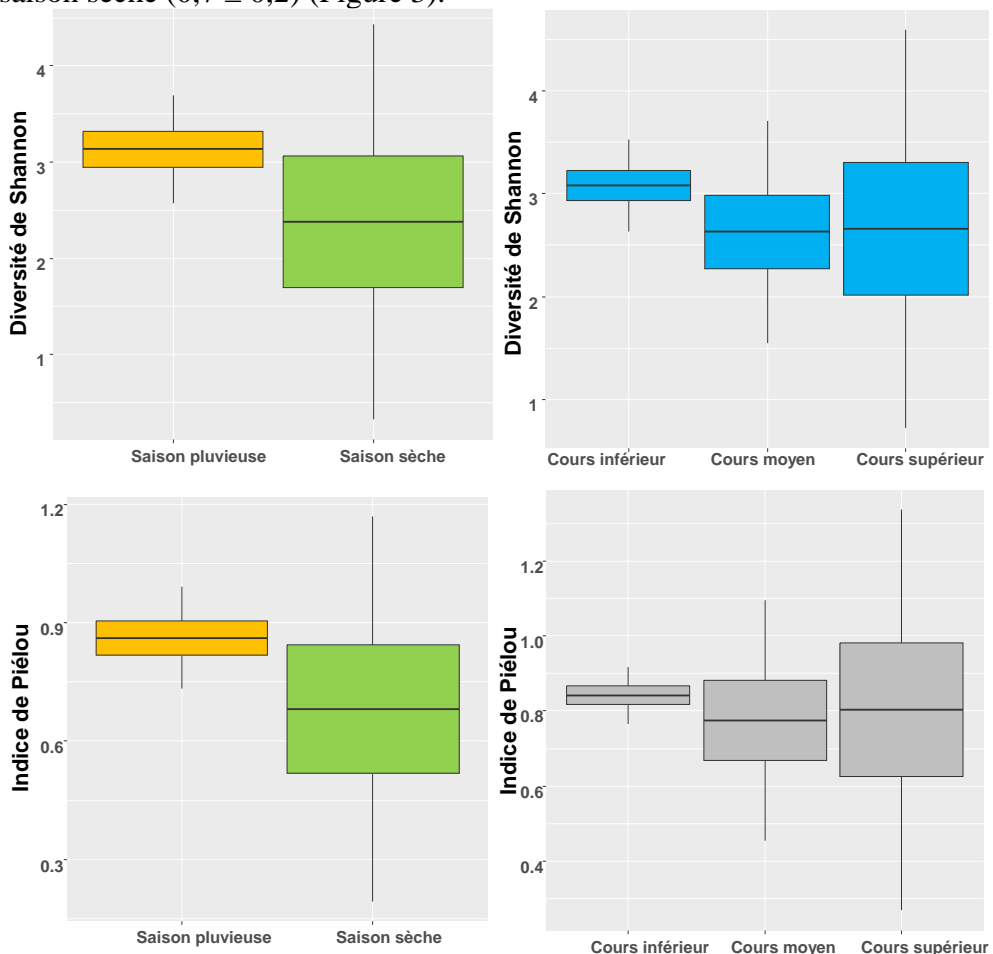 saison sèche (0,7 ± 0,2) (Figure
4
3
2
1
Diversité de Shannon
Saison pluvieuse
Saison sèche
4
3
2
1
Diversité de Shannon
Cours inférieur
Cours moyen
Cours supérieur
1.2
0.9
0.6
0.3
Indice de Piélou
Saison pluvieuse
Saison sèche
1.2
1.0
0.8
0.6
0.4
Indice de Piélou
Cours inférieur
Cours moyen
Cours supérieur